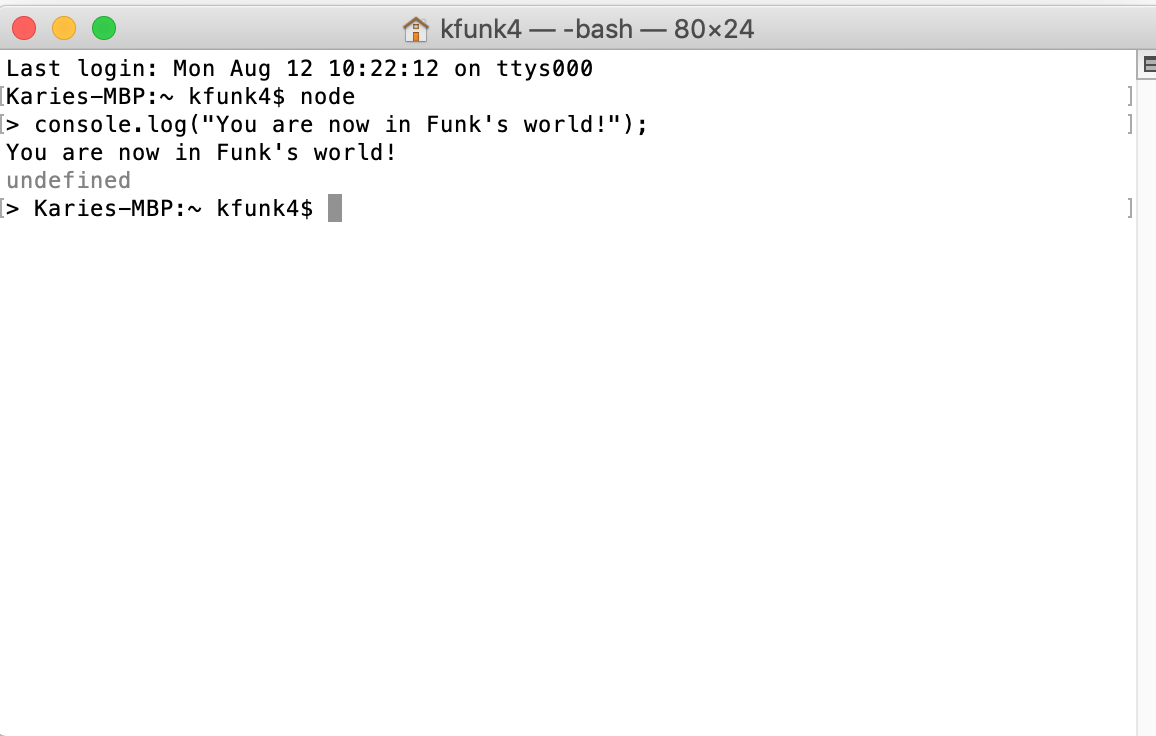 kfunk4 — -bash — 80×24
Last login: Mon Aug 12 10:22:12 on ttys000
[Karies-MBP:~ kfunk4$ node ]
[> console.log("You are now in Funk's world!"); ]
You are now in Funk's world!
undefined
[> Karies-MBP:~ kfunk4$ ]